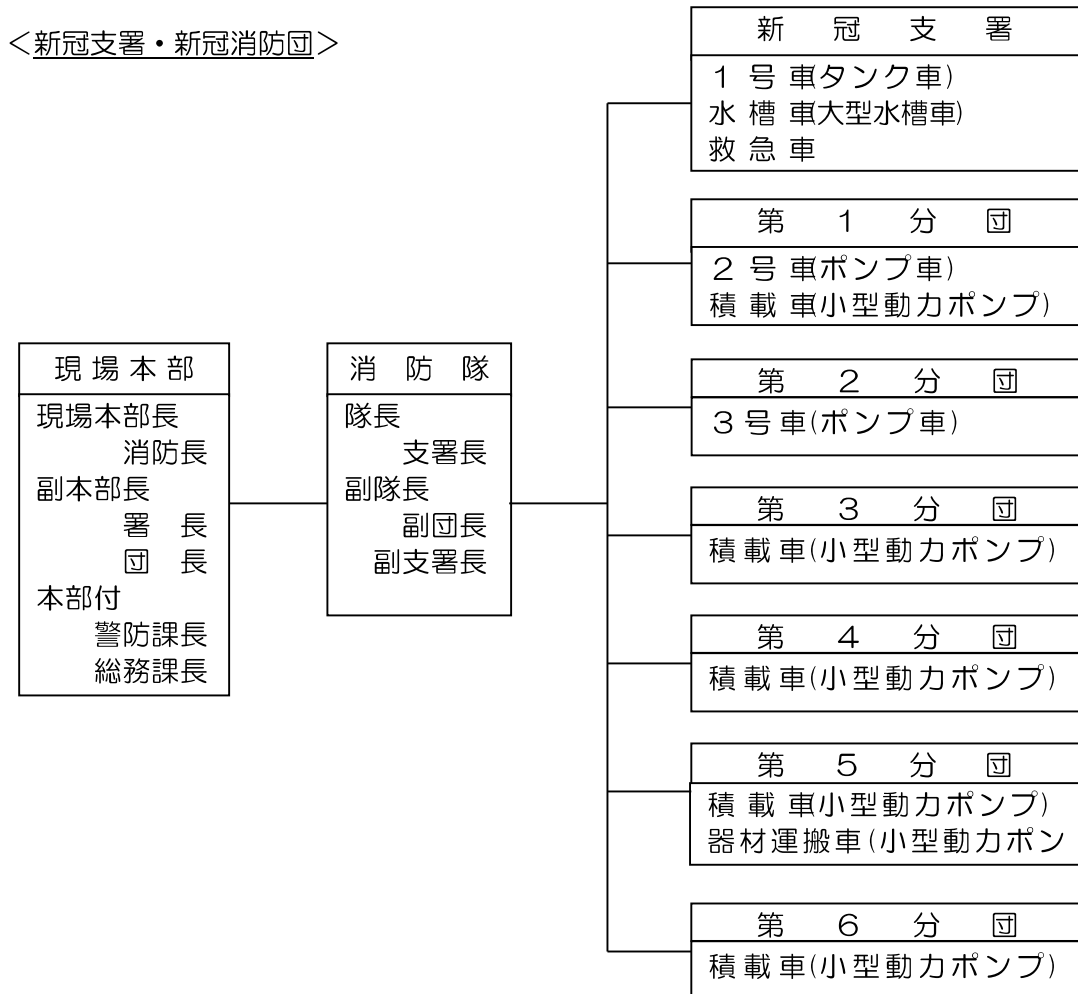 ＜新冠支署・新冠消防団＞
現場本部
現場本部長
消防長
副本部長
署　長
団　長
本部付
警防課長
総務課長
消　防　隊
隊長
支署長
副隊長
副団長
副支署長
新　冠　支　署
１号車(タンク車)
水槽車(大型水槽車)
救急車
第　１　分　団
２号車(ポンプ車)
積載車(小型動力ポンプ)
第　２　分　団
３号車(ポンプ車)
第　３　分　団
積載車(小型動力ポンプ)
第　４　分　団
積載車(小型動力ポンプ)
第　５　分　団
積載車(小型動力ポンプ)
器材運搬車(小型動力ポン
第　６　分　団
積載車(小型動力ポンプ)